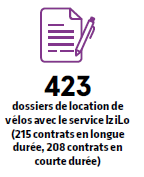 423
dossiers de location de
vélos avec le service IziLo
(215 contrats en longue
durée, 208 contrats en
courte durée)